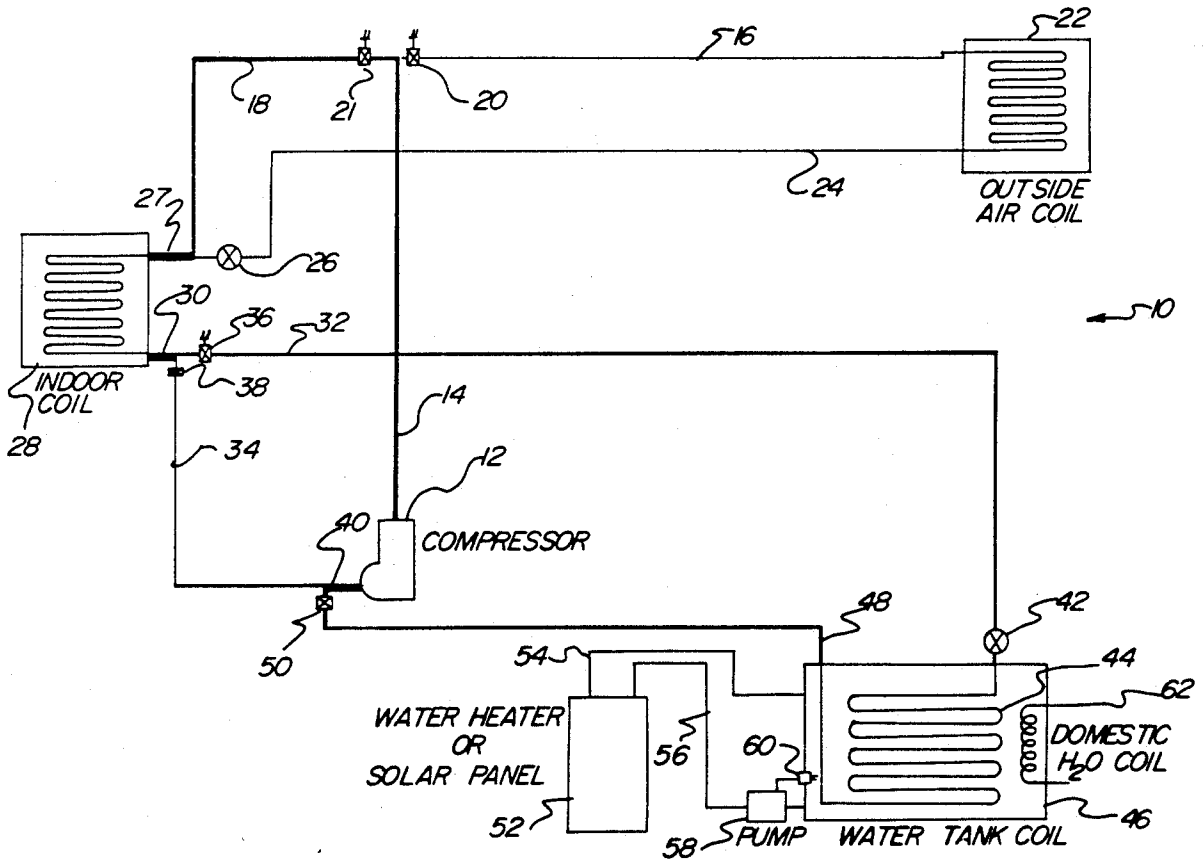 22
16
18
21
20
24
OUTSIDE
AIR COIL
27
26
10
30
36
32
INDOOR
COIL
38
28
34
14
12
40
COMPRESSOR
50
48
42
54
44
62
WATER HEATER
OR
SOLAR PANEL
56
60
DOMESTIC
H2O COIL
52
58
PUMP
WATER TANK COIL
46